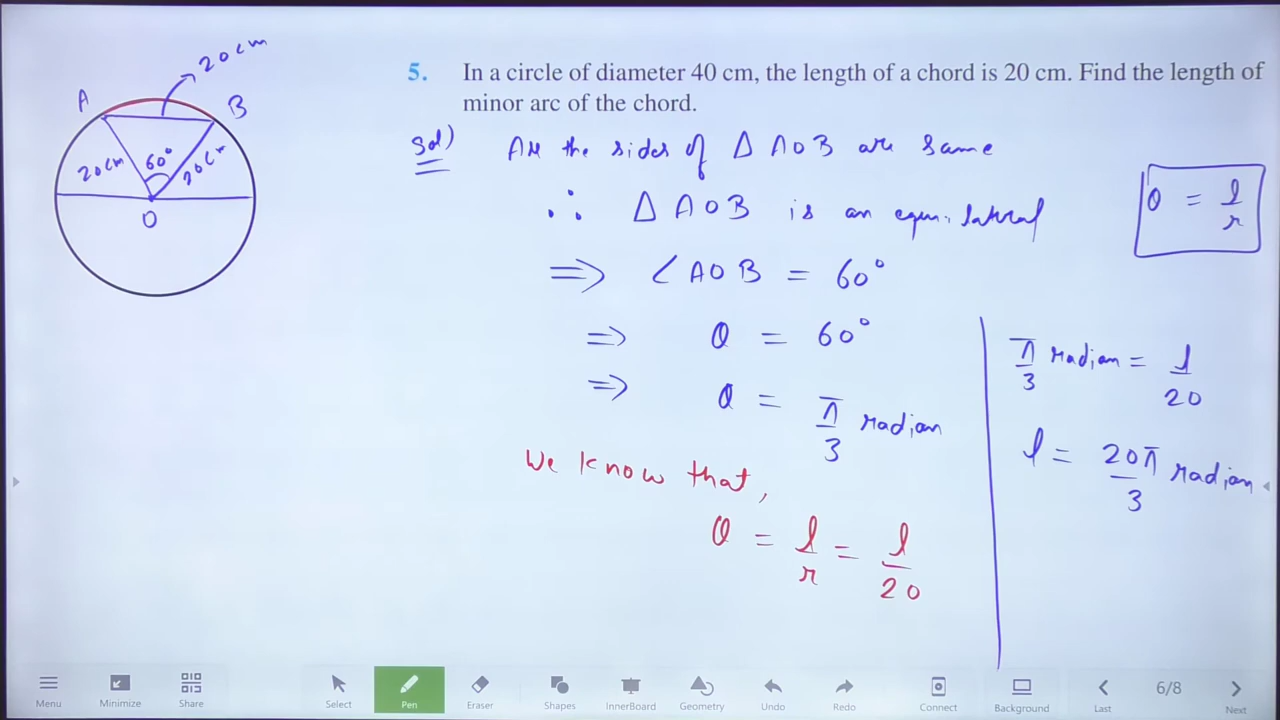 20cm
A
B
20cm
60°
20cm
O
5. In a circle of diameter 40 cm, the length of a chord is 20 cm. Find the length of
minor arc of the chord.
Sol)
All the sides of Δ AOB are same
∴ Δ AOB is an equilateral
θ = l/r
⇒ ∠AOB = 60°
⇒ θ = 60°
⇒ θ = π/3 radian
We know that,
θ = l/r = l/20
π/3 radian = l/20
l = 20π/3 radian
Menu
Minimize
Share
Select
Pen
Eraser
Shapes
InnerBoard
Geometry
Undo
Redo
Connect
Background
Last
6/8
Next